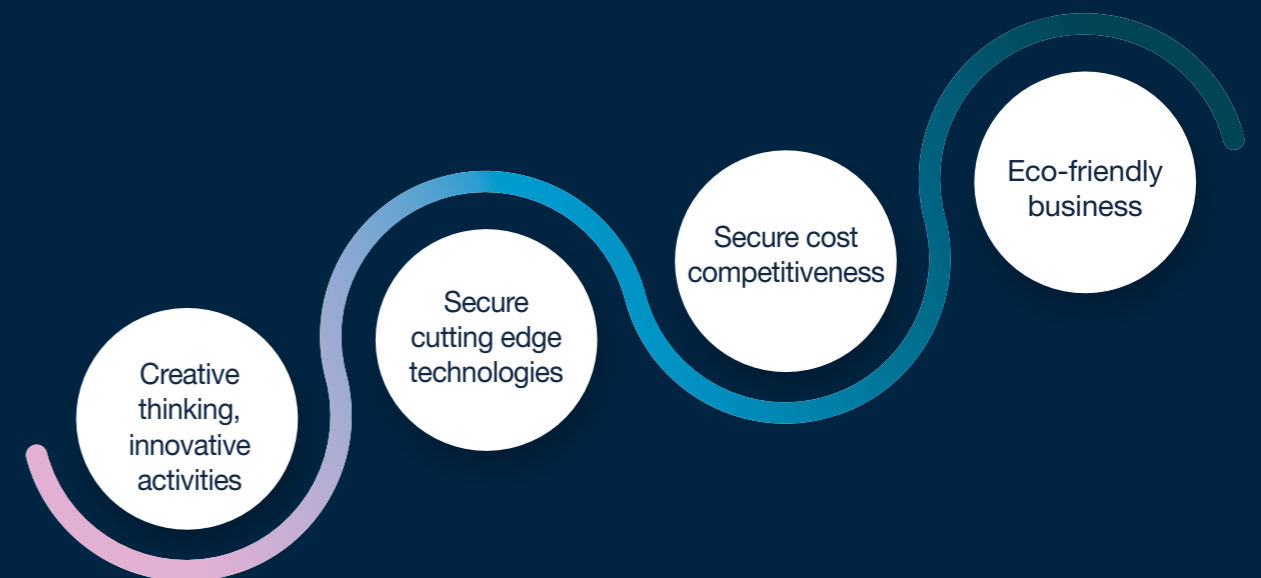 Creative
thinking,
innovative
activities
Secure
cutting edge
technologies
Secure cost
competitiveness
Eco-friendly
business